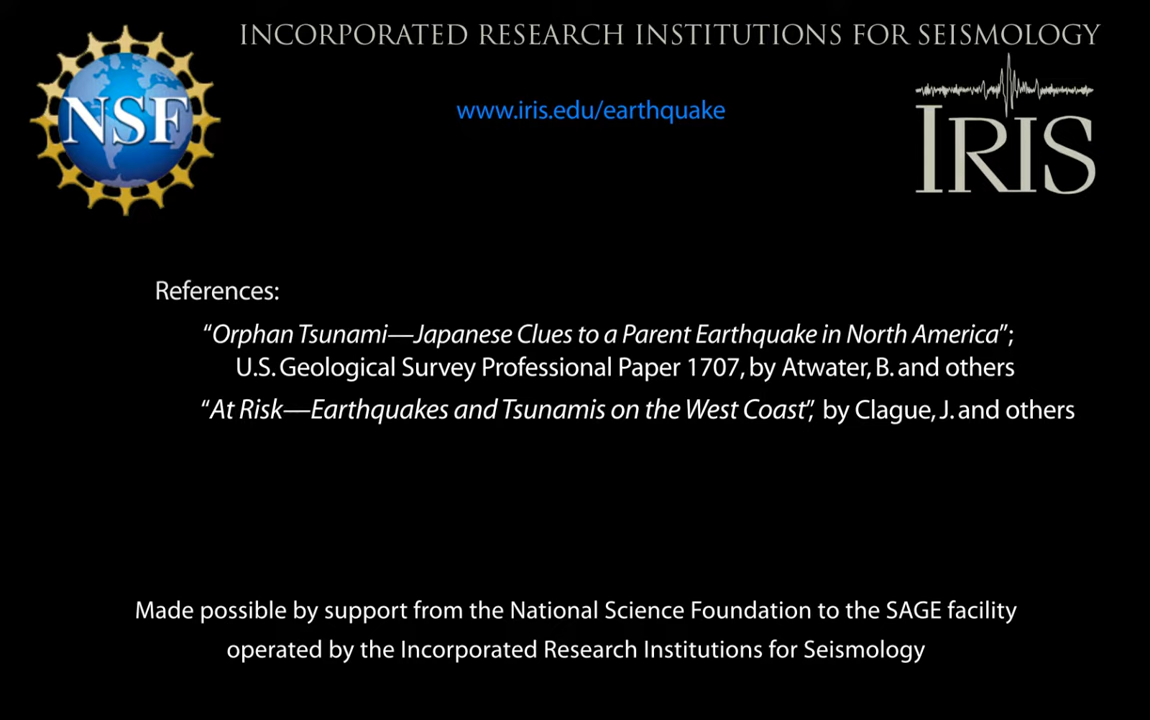 INCORPORATED RESEARCH INSTITUTIONS FOR SEISMOLOGY
NSF
www.iris.edu/earthquake
IRIS
References:
“Orphan Tsunami—Japanese Clues to a Parent Earthquake in North America”;
U.S. Geological Survey Professional Paper 1707, by Atwater, B. and others
“At Risk—Earthquakes and Tsunamis on the West Coast”, by Clague, J. and others
Made possible by support from the National Science Foundation to the SAGE facility
operated by the Incorporated Research Institutions for Seismology